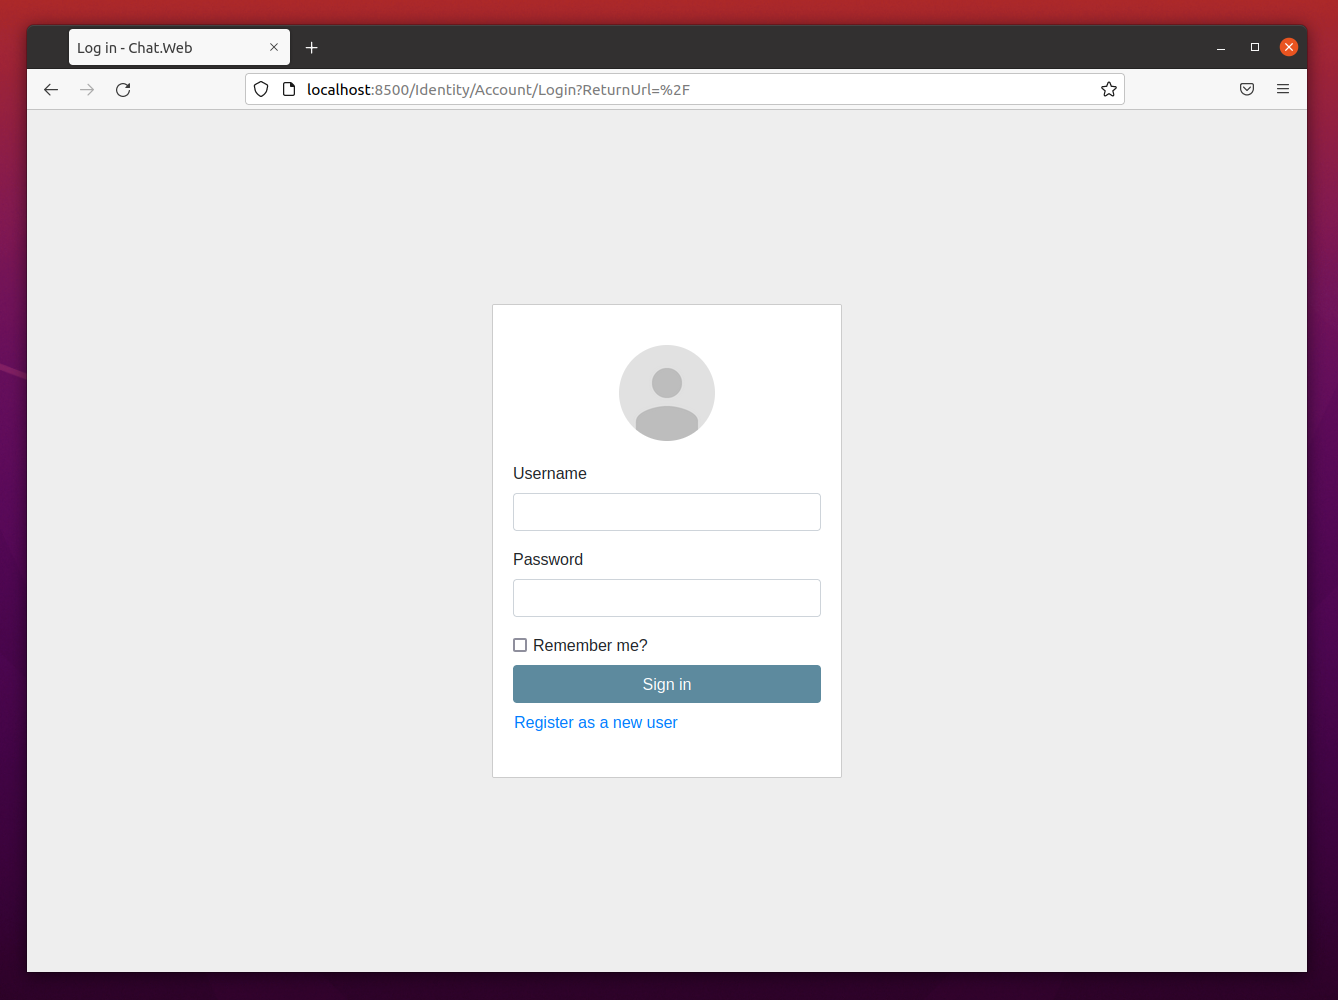 Log in - Chat.Web
localhost:8500/Identity/Account/Login?ReturnUrl=%2F
Username
Password
Remember me?
Sign in
Register as a new user